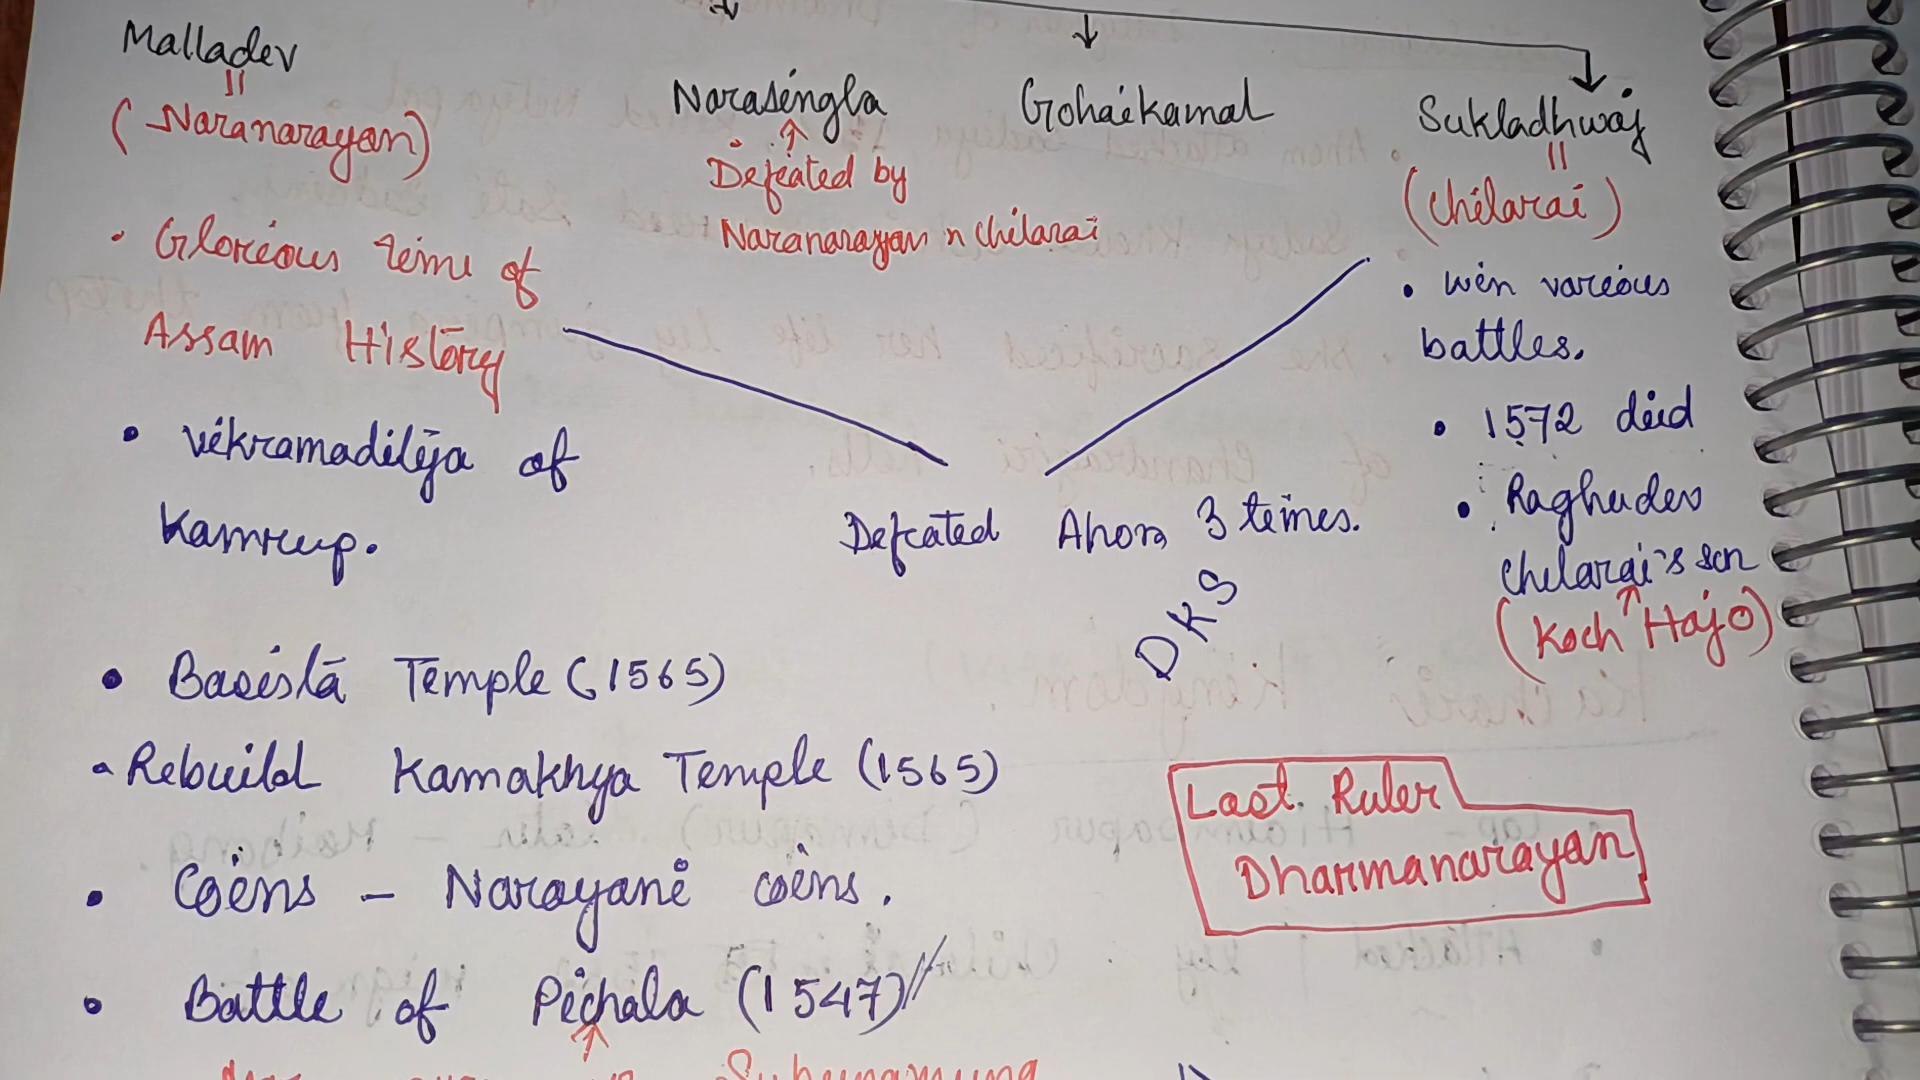 Malladev
(Naranarayan)
• Glorious time of
Assam History
• Vikramaditya of
Kamrup.
Narasingha
Defeated by
Naranarayan n Chilarai
Gohaikamal
Sukladhwaj
(Chilarai)
• win various
battles.
• 1572 died
• Raghudev
Chilarai's son
(Koch Hajo)
Defeated Ahom 3 times.
DKS
• Basista Temple (1565)
• Rebuild Kamakhya Temple (1565)
• Coins - Narayani coins.
• Battle of Pichala (1547)
Last Ruler
Dharmanarayan